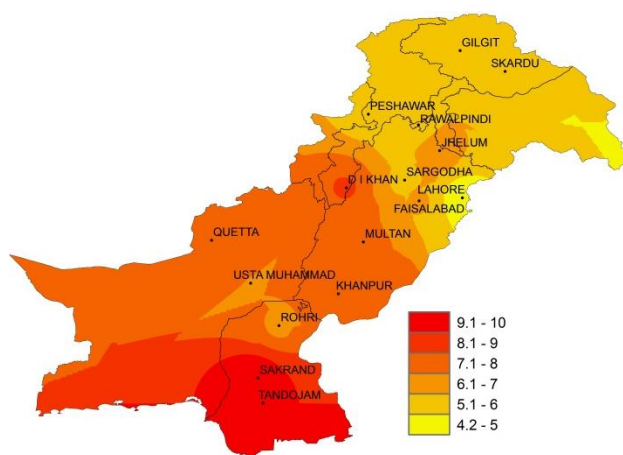 GILGIT
SKARDU
PESHAWAR
RAWALPINDI
JHELUM
SARGODHA
D I KHAN
LAHORE
FAISALABAD
QUETTA
MULTAN
USTA MUHAMMAD
KHANPUR
ROHRI
SAKRAND
TANDOJAM
9.1 - 10
8.1 - 9
7.1 - 8
6.1 - 7
5.1 - 6
4.2 - 5